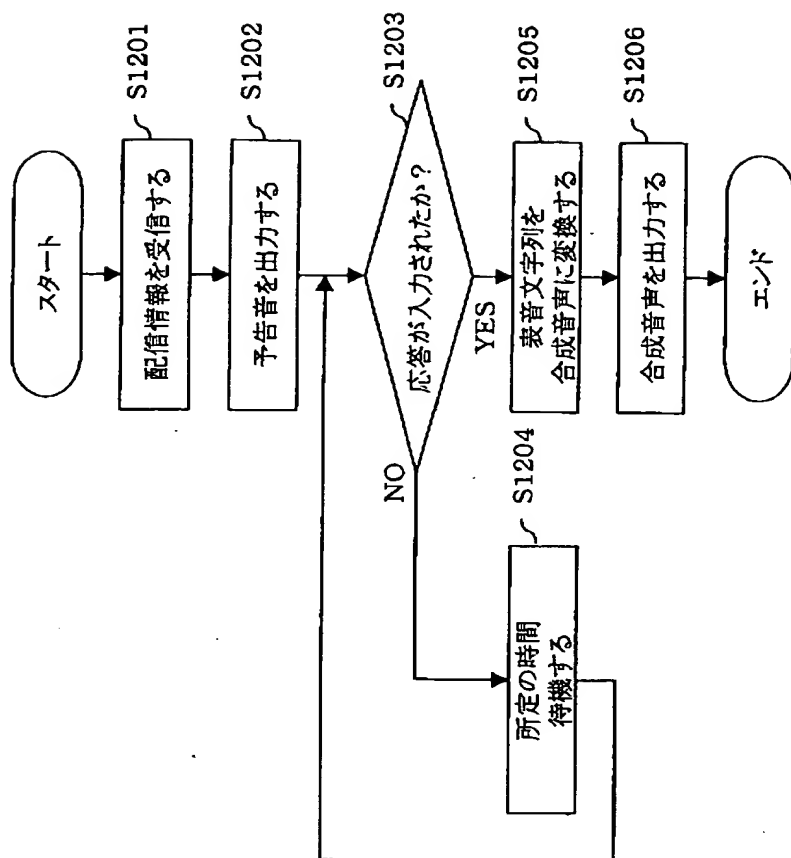 スタート
配信情報を受信する
S1201
予告音を出力する
S1202
応答が入力されたか？
S1203
NO
YES
所定の時間
待機する
S1204
表音文字列を
合成音声に変換する
S1205
合成音声を出力する
S1206
エンド